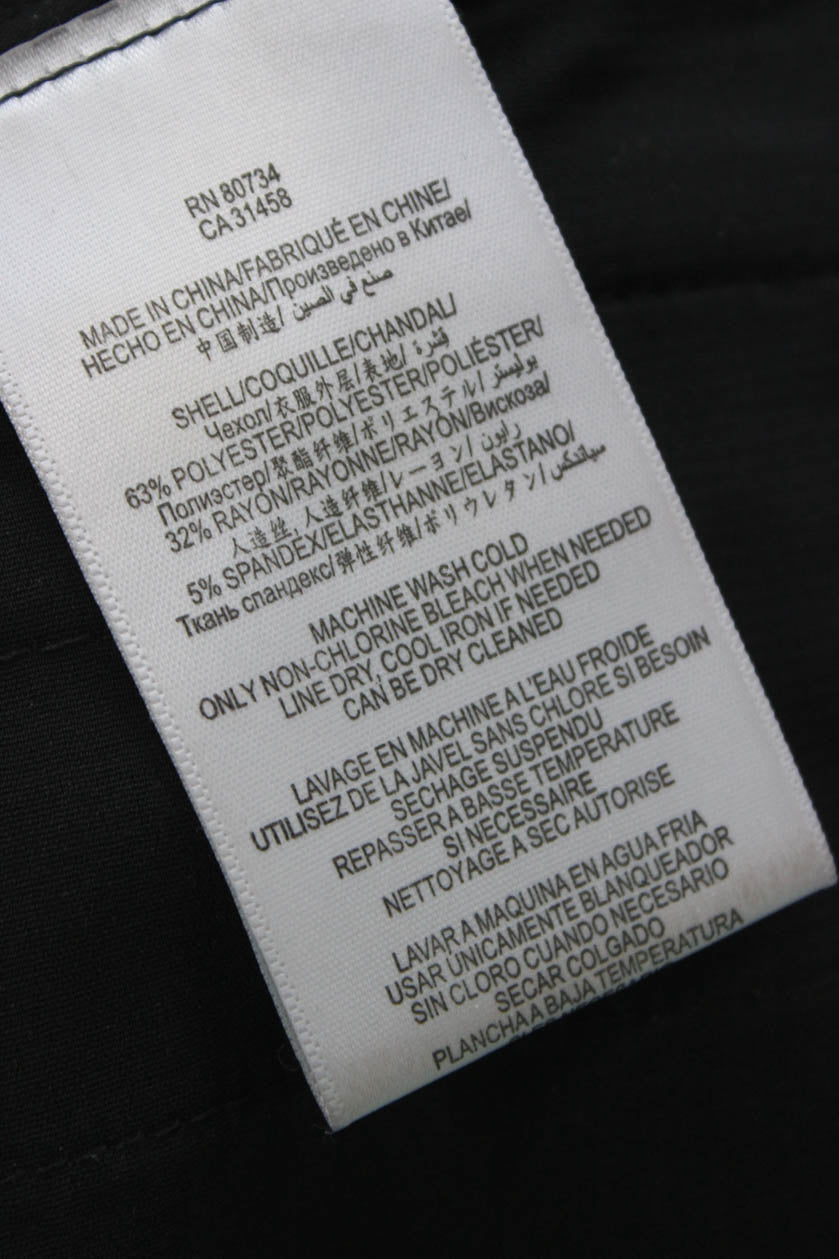 RN 80734
CA 31458
MADE IN CHINA/FABRIQUÉ EN CHINE/
HECHO EN CHINA/Произведено в Китае/
中国制造/ صنع في الصين
SHELL/COQUILLE/CHANDAL/
Чехол/衣服外层/表地/ قشرة/
63% POLYESTER/POLYESTER/POLIÉSTER/
Полиэстер/聚酯纤维/ポリエステル/ بوليستر
32% RAYON/RAYONNE/RAYON/Вискоза/
人造丝, 人造纤维/レーヨン/ رايون
5% SPANDEX/ELASTHANNE/ELASTANO/
Ткань спандекс/弹性纤维/ポリウレタン/ سباندكس
MACHINE WASH COLD
ONLY NON-CHLORINE BLEACH WHEN NEEDED
LINE DRY, COOL IRON IF NEEDED
CAN BE DRY CLEANED
LAVAGE EN MACHINE A L'EAU FROIDE
UTILISEZ DE LA JAVEL SANS CHLORE SI BESOIN
SECHAGE SUSPENDU
REPASSER A BASSE TEMPERATURE
SI NECESSAIRE
NETTOYAGE A SEC AUTORISE
LAVAR A MAQUINA EN AGUA FRIA
USAR UNICAMENTE BLANQUEADOR
SIN CLORO CUANDO NECESARIO
SECAR COLGADO
PLANCHA A BAJA TEMPERATURA